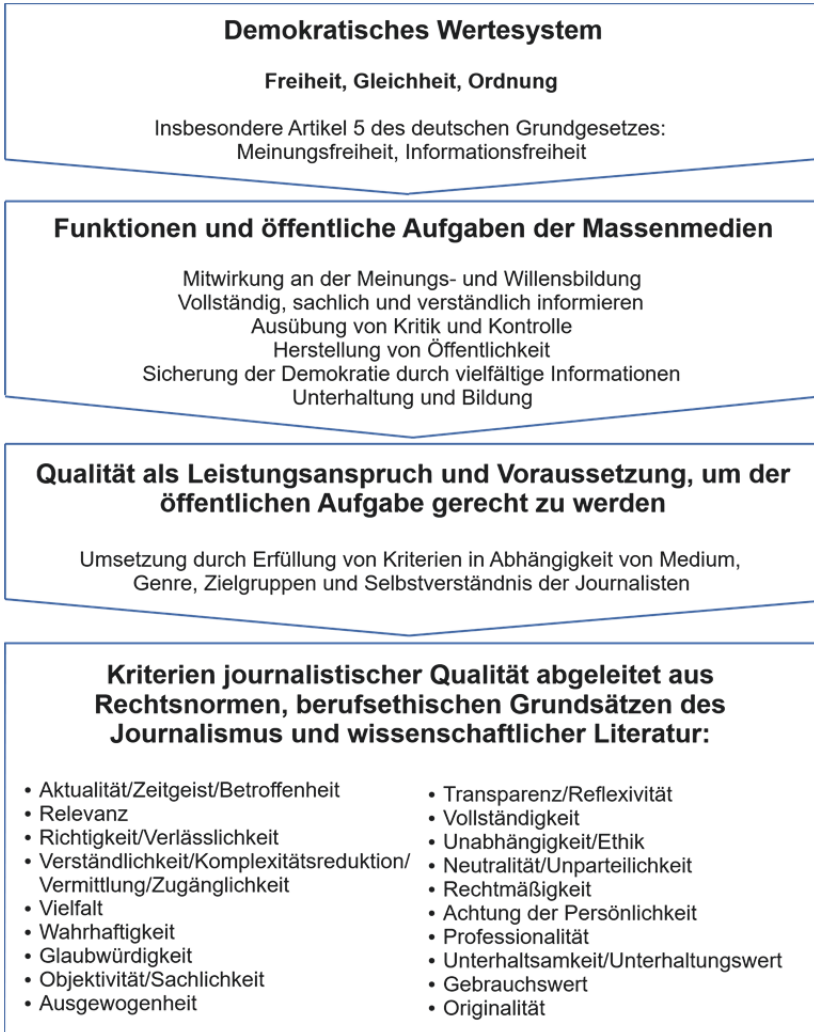 Demokratisches Wertesystem
Freiheit, Gleichheit, Ordnung
Insbesondere Artikel 5 des deutschen Grundgesetzes:
Meinungsfreiheit, Informationsfreiheit
Funktionen und öffentliche Aufgaben der Massenmedien
Mitwirkung an der Meinungs- und Willensbildung
Vollständig, sachlich und verständlich informieren
Ausübung von Kritik und Kontrolle
Herstellung von Öffentlichkeit
Sicherung der Demokratie durch vielfältige Informationen
Unterhaltung und Bildung
Qualität als Leistungsanspruch und Voraussetzung, um der
öffentlichen Aufgabe gerecht zu werden
Umsetzung durch Erfüllung von Kriterien in Abhängigkeit von Medium,
Genre, Zielgruppen und Selbstverständnis der Journalisten
Kriterien journalistischer Qualität abgeleitet aus
Rechtsnormen, berufsethischen Grundsätzen des
Journalismus und wissenschaftlicher Literatur:
• Aktualität/Zeitgeist/Betroffenheit
• Relevanz
• Richtigkeit/Verlässlichkeit
• Verständlichkeit/Komplexitätsreduktion/
Vermittlung/Zugänglichkeit
• Vielfalt
• Wahrhaftigkeit
• Glaubwürdigkeit
• Objektivität/Sachlichkeit
• Ausgewogenheit
• Transparenz/Reflexivität
• Vollständigkeit
• Unabhängigkeit/Ethik
• Neutralität/Unparteilichkeit
• Rechtmäßigkeit
• Achtung der Persönlichkeit
• Professionalität
• Unterhaltsamkeit/Unterhaltungswert
• Gebrauchswert
• Originalität